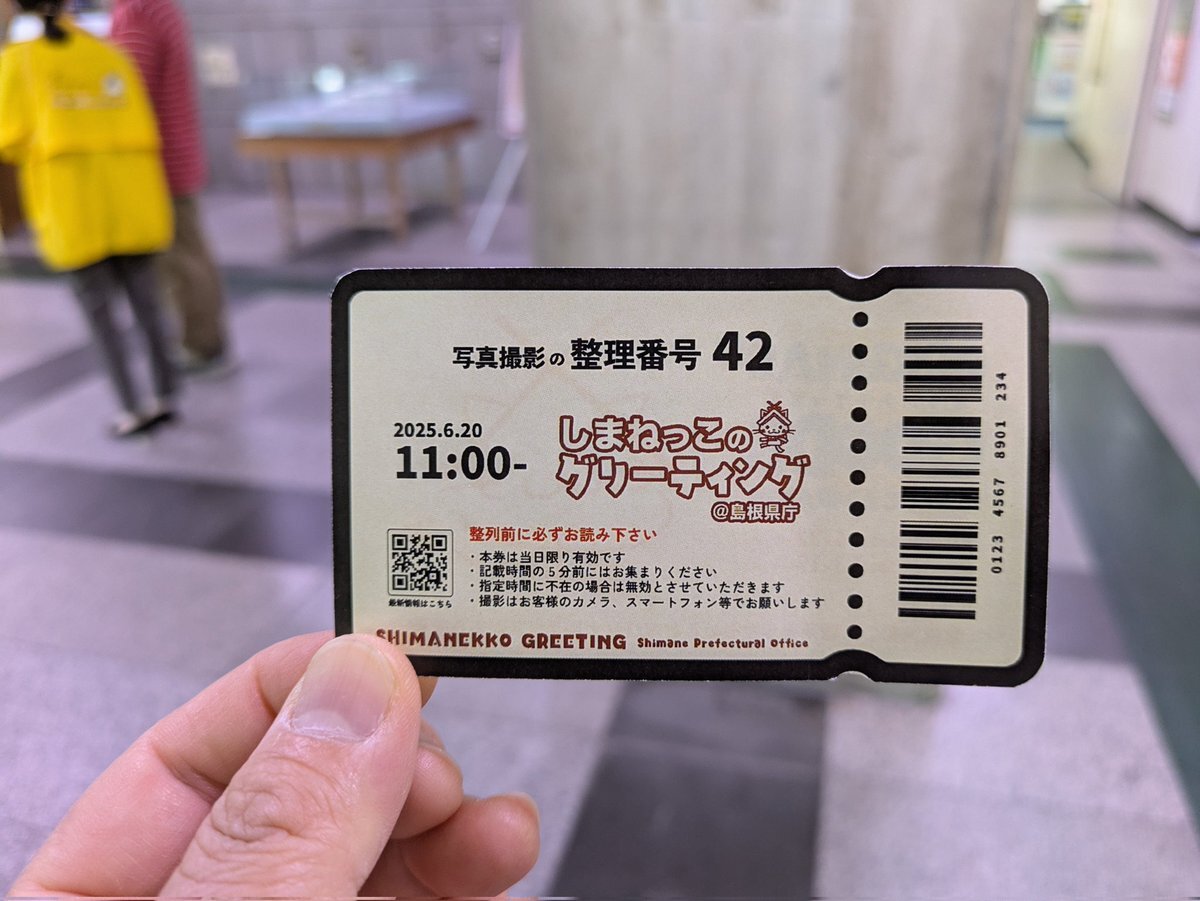 写真撮影の整理番号 42
2025.6.20
11:00-
しまねっこの
グリーティング
@島根県庁
整列前に必ずお読み下さい
・本券は当日限り有効です
・記載時間の5分前にはお集まりください
・指定時間に不在の場合は無効とさせていただきます
・撮影はお客様のカメラ、スマートフォン等でお願いします
最新情報はこちら
SHIMANEKKO GREETING Shimane Prefectural Office
0123 4567 8901 234